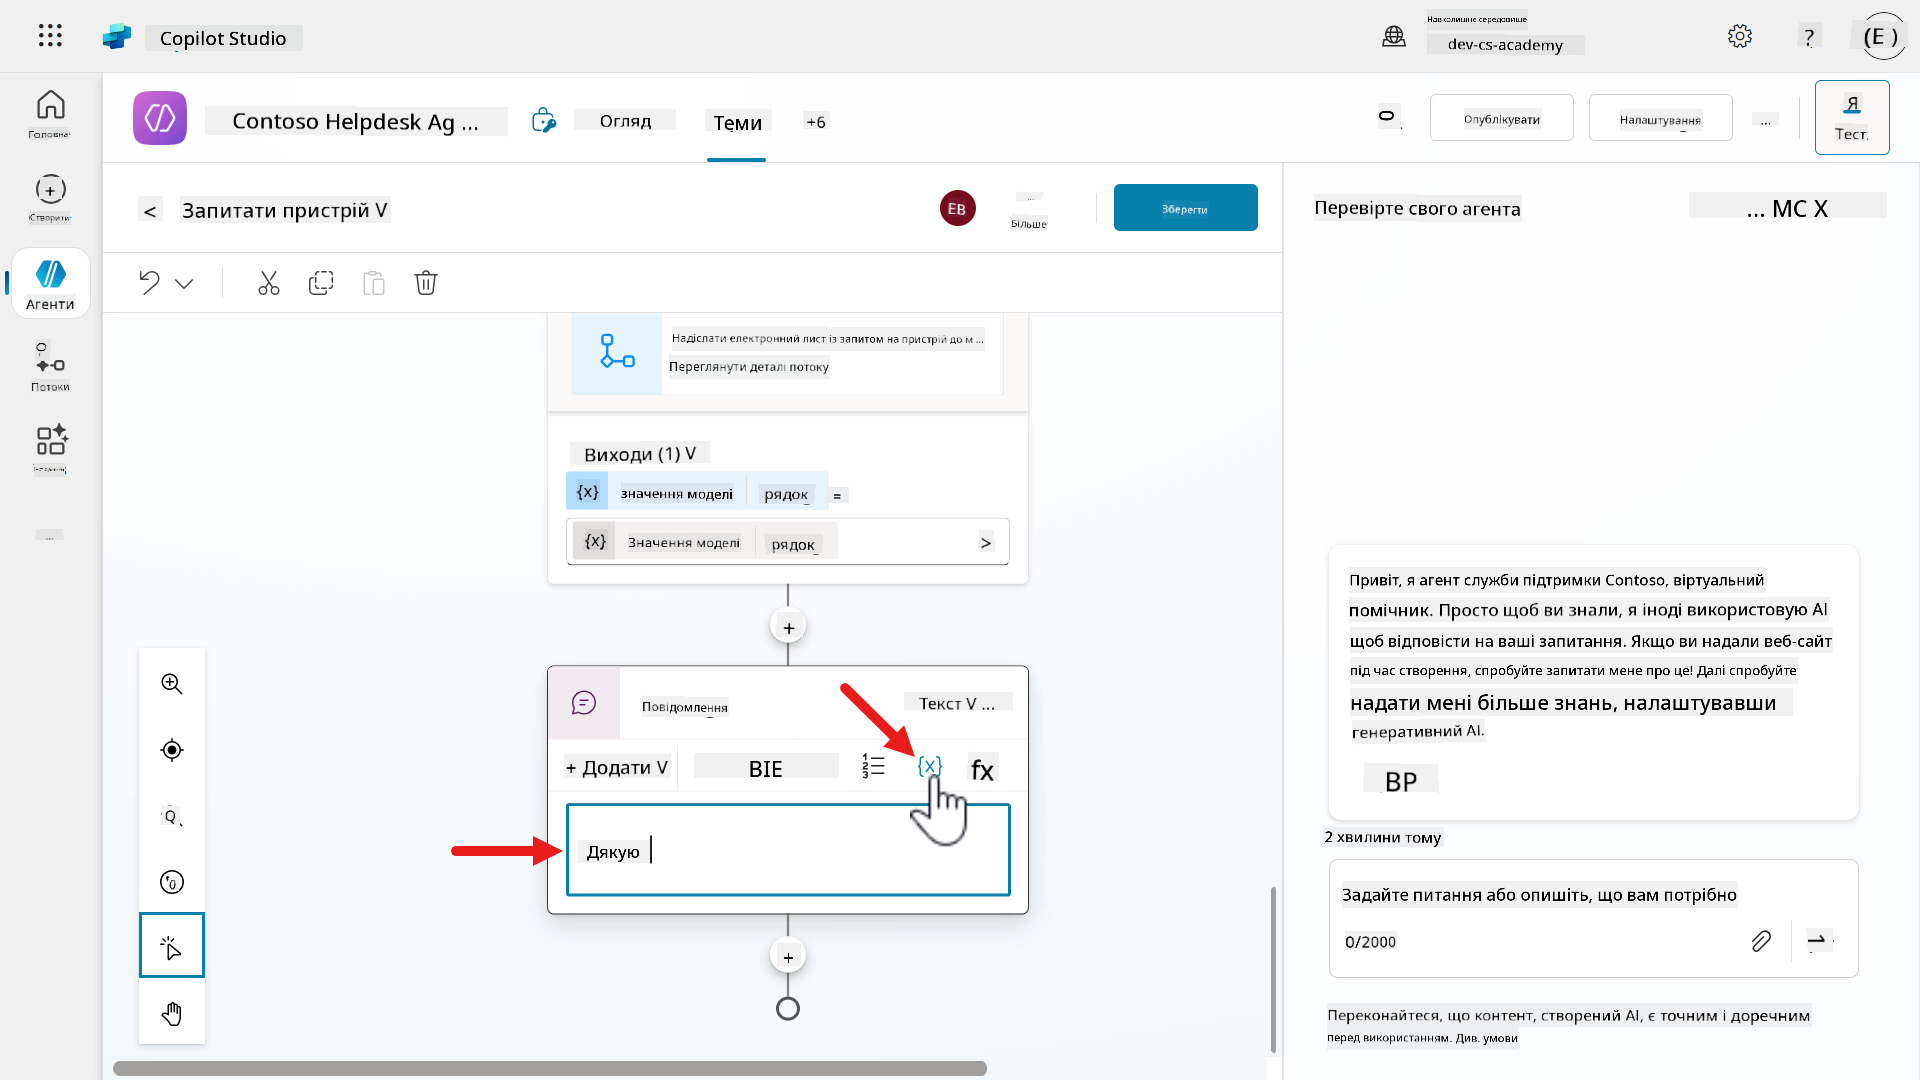 Copilot Studio
Навколишнє середовище
dev-cs-academy
?
(E )
Головна
Створити
Агенти
Потоки
...
Contoso Helpdesk Ag ...
Огляд
Теми
+6
Опублікувати
Налаштування
...
Тест
< Запитати пристрій V
EB
...
Більше
Зберегти
Надіслати електронний лист із запитом на пристрій до м ...
Переглянути деталі потоку
Виходи (1) V
{x} значення моделі рядок =
{x} Значення моделі рядок >
+
Повідомлення
Текст V ...
+ Додати V
BIE
{x}
fx
Дякую
+
Перевірте свого агента
... MC X
Привіт, я агент служби підтримки Contoso, віртуальний
помічник. Просто щоб ви знали, я іноді використовую AI
щоб відповісти на ваші запитання. Якщо ви надали веб-сайт
під час створення, спробуйте запитати мене про це! Далі спробуйте
надати мені більше знань, налаштувавши
генеративний AI.
BP
2 хвилини тому
Задайте питання або опишіть, що вам потрібно
0/2000
Переконайтеся, що контент, створений AI, є точним і доречним
перед використанням. Див. умови